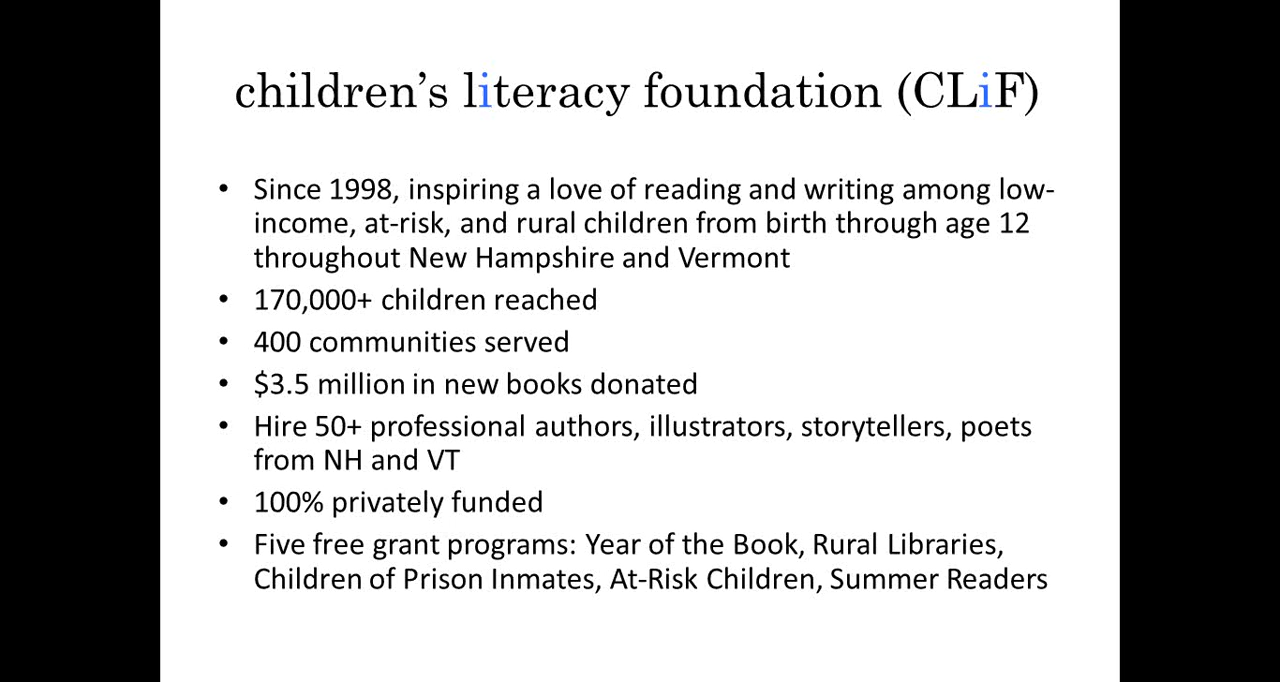 children’s literacy foundation (CLiF)
• Since 1998, inspiring a love of reading and writing among low-
income, at-risk, and rural children from birth through age 12
throughout New Hampshire and Vermont
• 170,000+ children reached
• 400 communities served
• $3.5 million in new books donated
• Hire 50+ professional authors, illustrators, storytellers, poets
from NH and VT
• 100% privately funded
• Five free grant programs: Year of the Book, Rural Libraries,
Children of Prison Inmates, At-Risk Children, Summer Readers